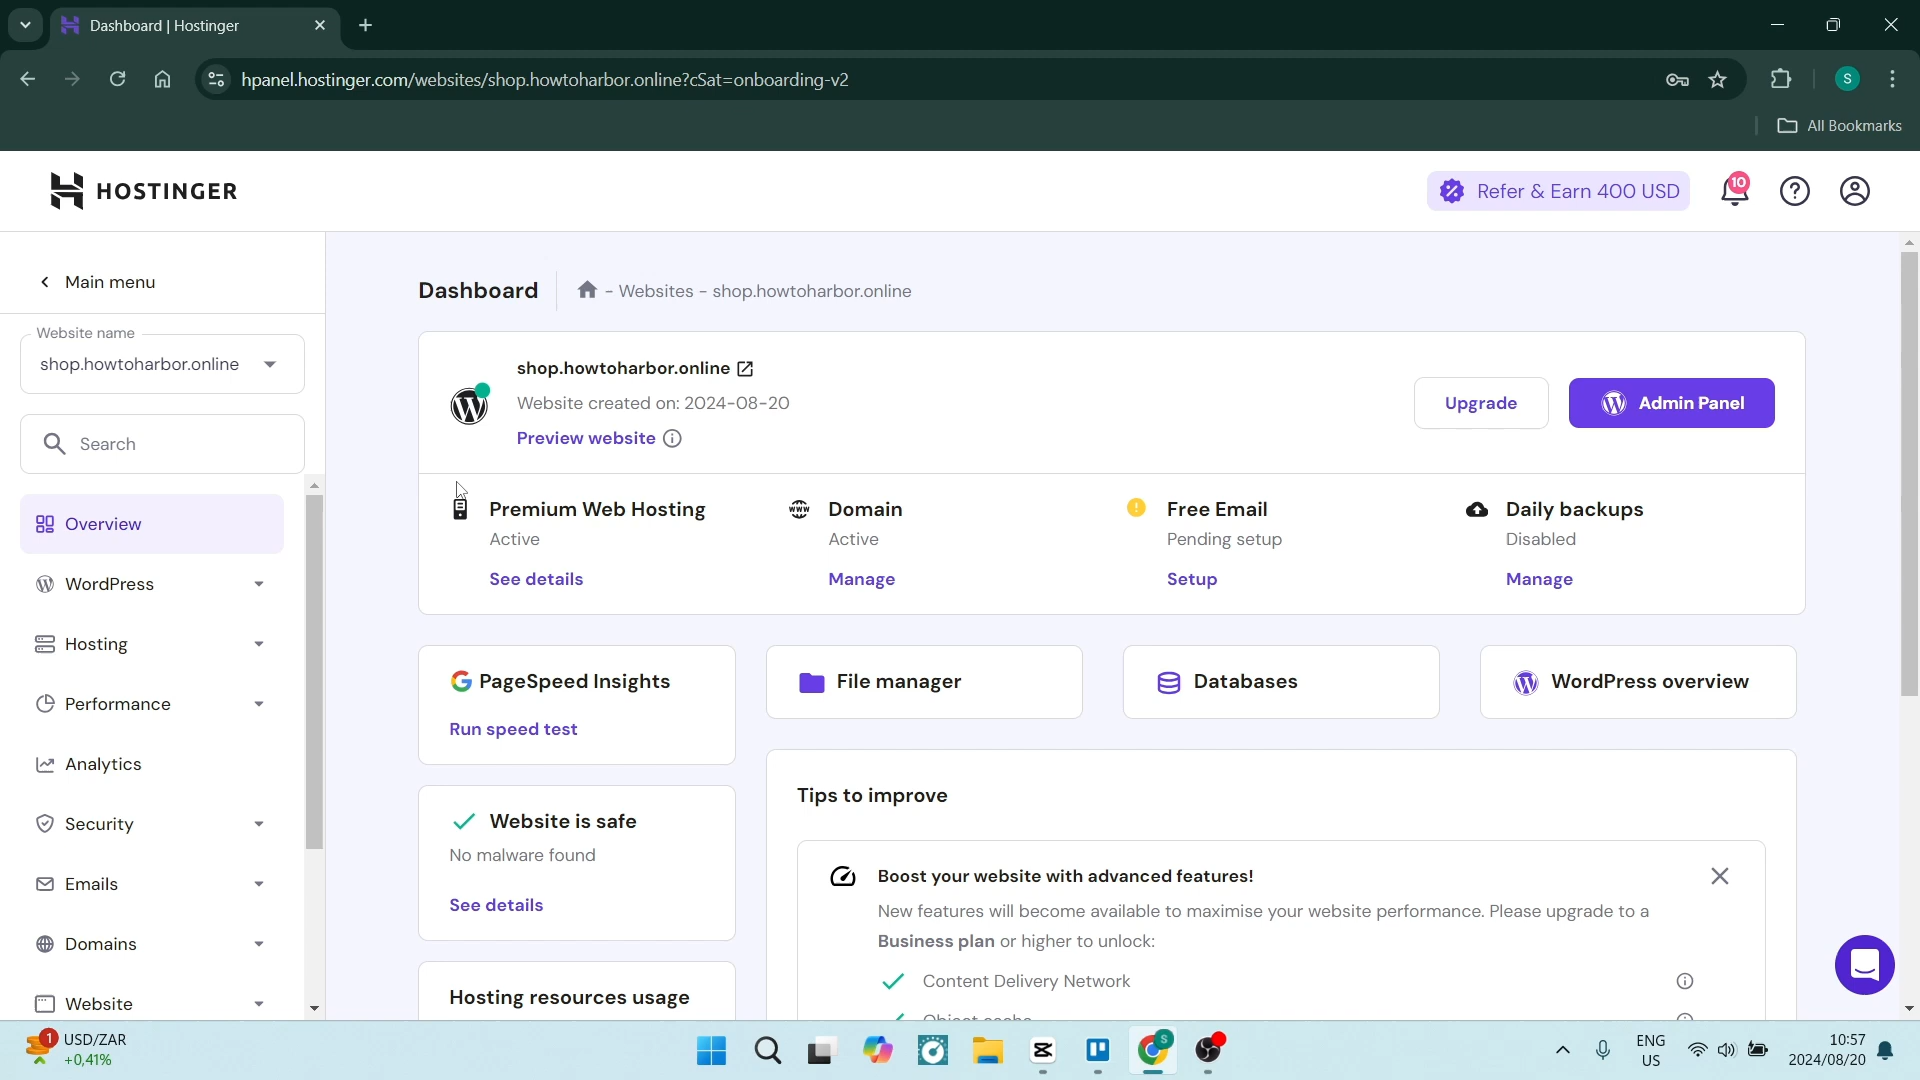 Dashboard | Hostinger
hpanel.hostinger.com/websites/shop.howtoharbor.online?cSat=onboarding-v2
S
All Bookmarks
HOSTINGER
Refer & Earn 400 USD
10
Main menu
Dashboard
- Websites - shop.howtoharbor.online
Website name
shop.howtoharbor.online
Search
shop.howtoharbor.online
Website created on: 2024-08-20
Preview website
Upgrade
Admin Panel
Overview
WordPress
Hosting
Performance
Analytics
Security
Emails
Domains
Website
Premium Web Hosting
Active
See details
Domain
Active
Manage
Free Email
Pending setup
Setup
Daily backups
Disabled
Manage
PageSpeed Insights
Run speed test
File manager
Databases
WordPress overview
Website is safe
No malware found
See details
Hosting resources usage
Tips to improve
Boost your website with advanced features!
New features will become available to maximise your website performance. Please upgrade to a
Business plan or higher to unlock:
Content Delivery Network
Object cache
1
USD/ZAR
+0,41%
ENG
US
10:57
2024/08/20